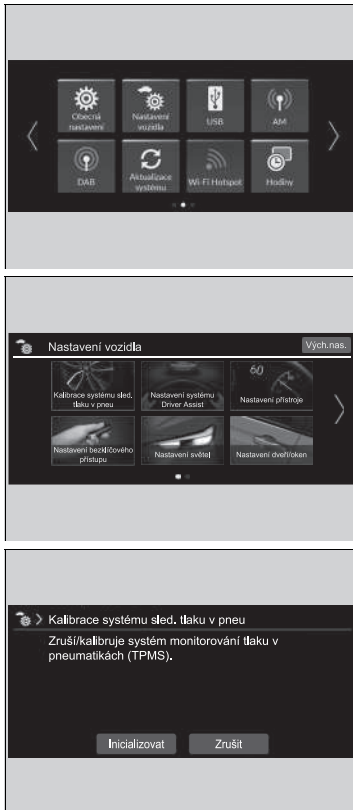 Obecná
nastavení
Nastavení
vozidla
USB
AM
DAB
Aktualizace
systému
Wi-Fi Hotspot
Hodiny
Nastavení vozidla
Vých.nas.
Kalibrace systému sled.
tlaku v pneu
Nastavení systému
Driver Assist
60
Nastavení přístroje
Nastavení bezklíčového
přístupu
Nastavení světel
Nastavení dveří/oken
Kalibrace systému sled. tlaku v pneu
Zruší/kalibruje systém monitorování tlaku v
pneumatikách (TPMS).
Inicializovat
Zrušit